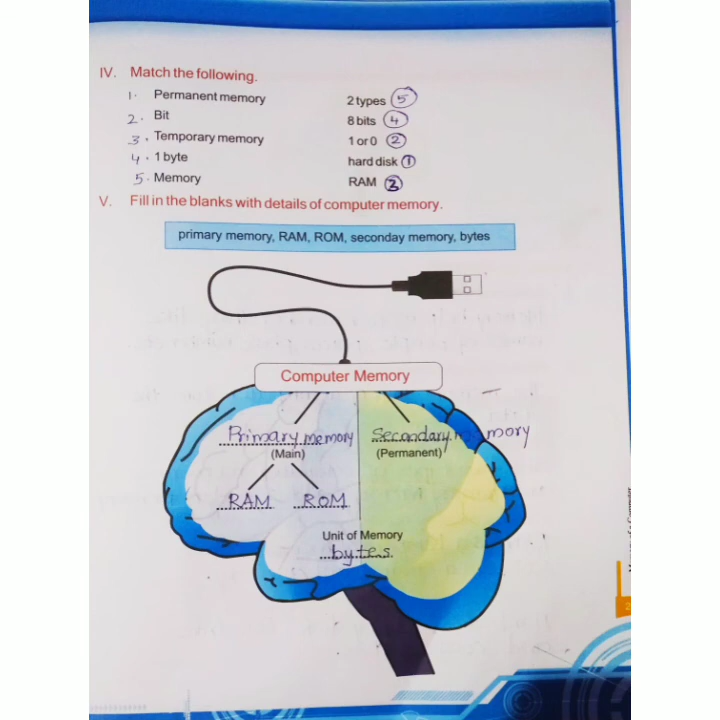 IV. Match the following.
1. Permanent memory 2 types 5
2. Bit 8 bits 4
3. Temporary memory 1 or 0 2
4. 1 byte hard disk 1
5. Memory RAM 3
V. Fill in the blanks with details of computer memory.
primary memory, RAM, ROM, seconday memory, bytes
Computer Memory
Primary memory Secondary memory
(Main) (Permanent)
RAM ROM
Unit of Memory
bytes
2